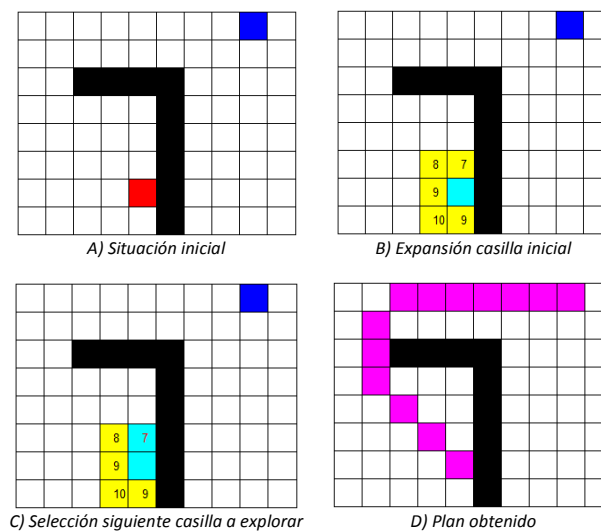 8 7
9
10 9
A) Situación inicial
B) Expansión casilla inicial
8 7
9
10 9
C) Selección siguiente casilla a explorar
D) Plan obtenido